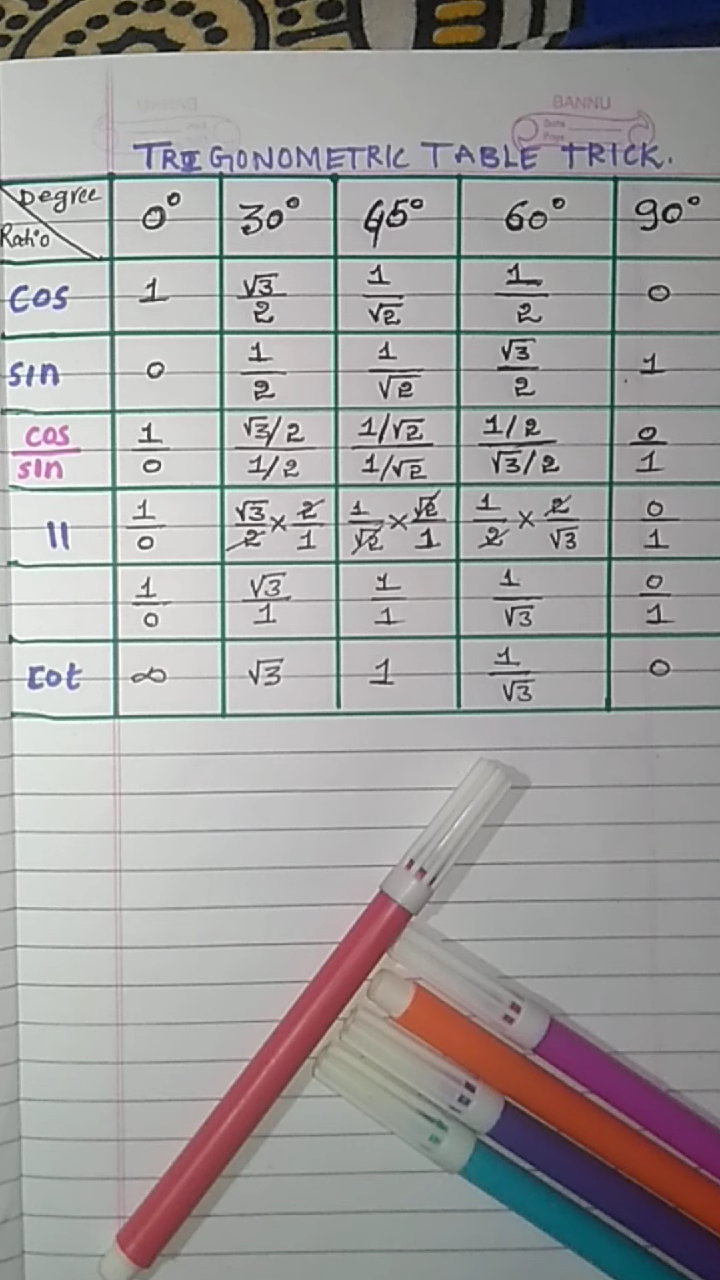 BANNU
TRIGONOMETRIC TABLE TRICK.
Degree
Ratio
0° 30° 45° 60° 90°
cos 1 √3/2 1/√2 1/2 0
sin 0 1/2 1/√2 √3/2 1
cos/sin 1/0 √3/2/1/2 1/√2/1/√2 1/2/√3/2 0/1
|| 1/0 √3/2 × 2/1 1/√2 × √2/1 1/2 × 2/√3 0/1
1/0 √3/1 1/1 1/√3 0/1
cot ∞ √3 1 1/√3 0